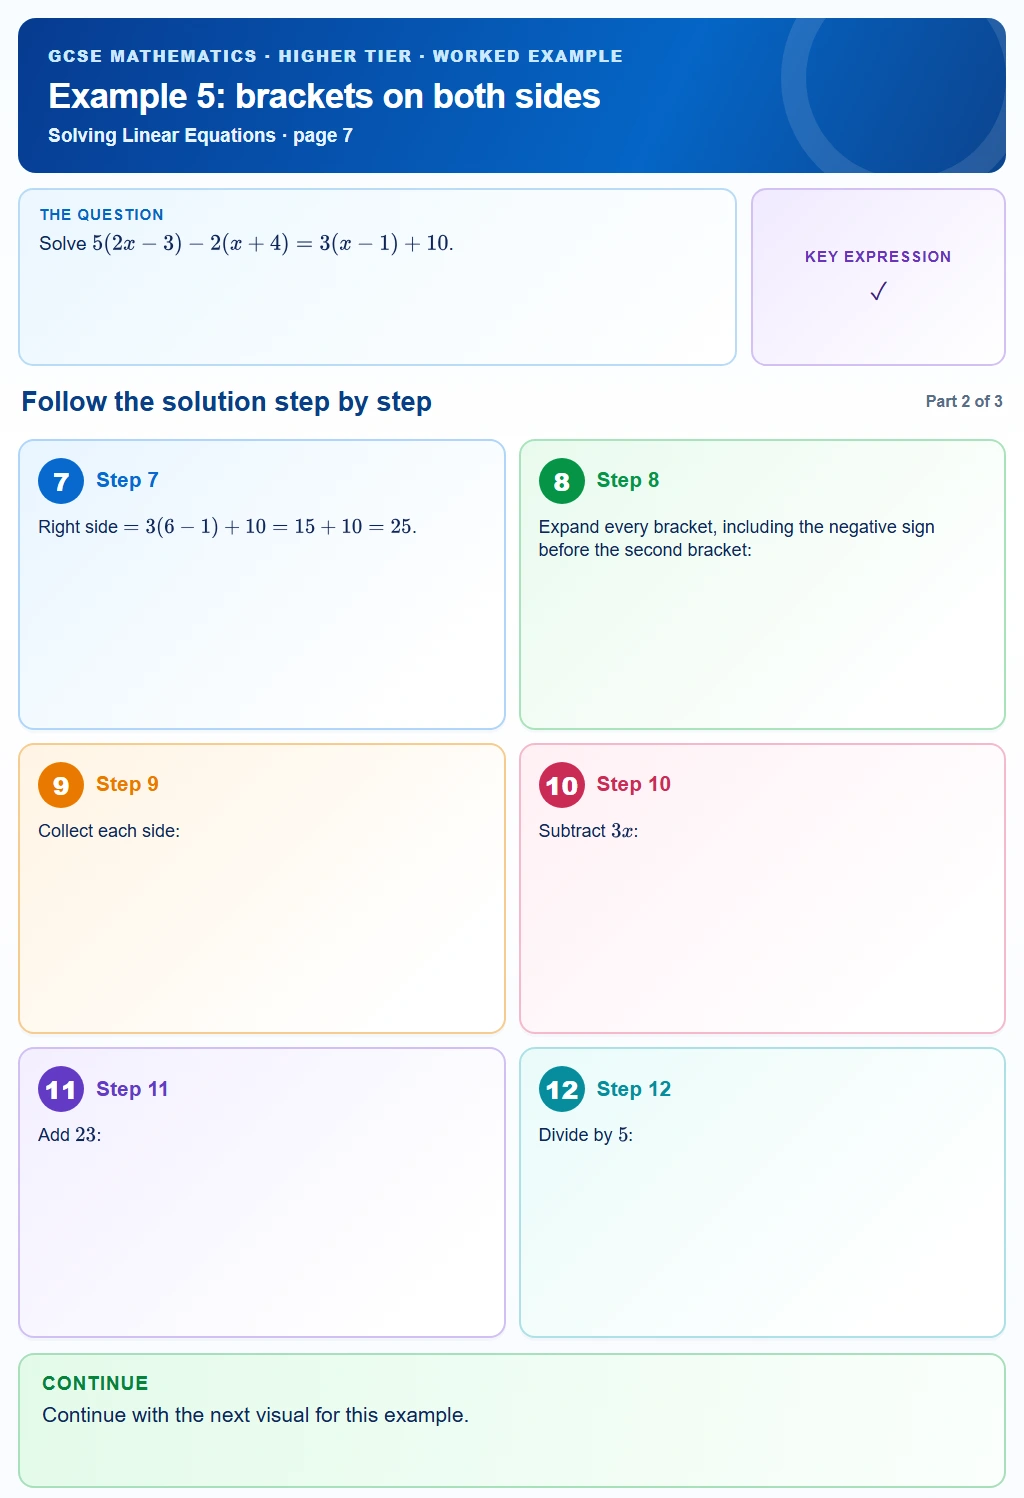 GCSE MATHEMATICS · HIGHER TIER · WORKED EXAMPLE
Example 5: brackets on both sides
Solving Linear Equations · page 7
THE QUESTION
Solve 5(2x − 3) − 2(x + 4) = 3(x − 1) + 10.
KEY EXPRESSION
✓
Follow the solution step by step
Part 2 of 3
7 Step 7
Right side = 3(6 − 1) + 10 = 15 + 10 = 25.
8 Step 8
Expand every bracket, including the negative sign
before the second bracket:
9 Step 9
Collect each side:
10 Step 10
Subtract 3x:
11 Step 11
Add 23:
12 Step 12
Divide by 5:
CONTINUE
Continue with the next visual for this example.